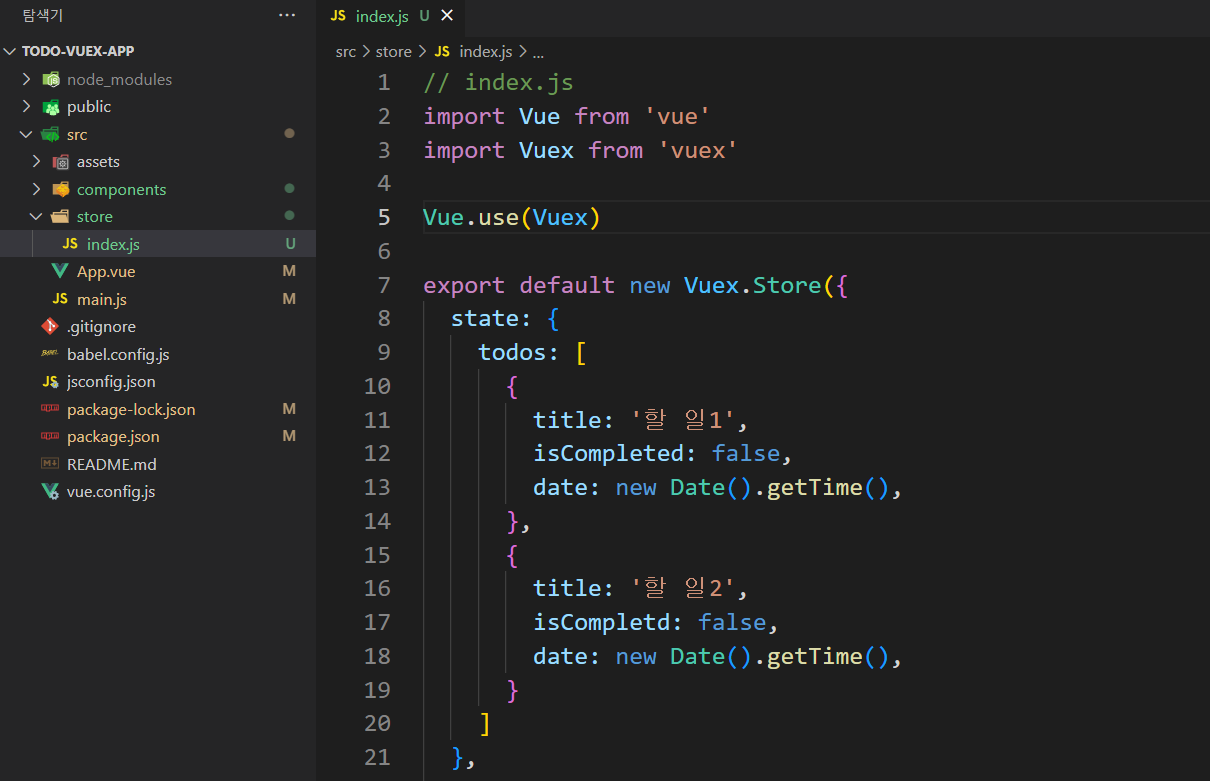 탐색기 ···
TODO-VUEX-APP
node_modules
public
src
assets
components
store
JS index.js U
App.vue M
JS main.js M
.gitignore
BABEL babel.config.js
JS jsconfig.json
package-lock.json M
package.json M
M↓ README.md
vue.config.js
JS index.js U ×
src > store > JS index.js > ...
1 // index.js
2 import Vue from 'vue'
3 import Vuex from 'vuex'
4
5 Vue.use(Vuex)
6
7 export default new Vuex.Store({
8 state: {
9 todos: [
10 {
11 title: '할 일1',
12 isCompleted: false,
13 date: new Date().getTime(),
14 },
15 {
16 title: '할 일2',
17 isCompletd: false,
18 date: new Date().getTime(),
19 }
20 ]
21 },